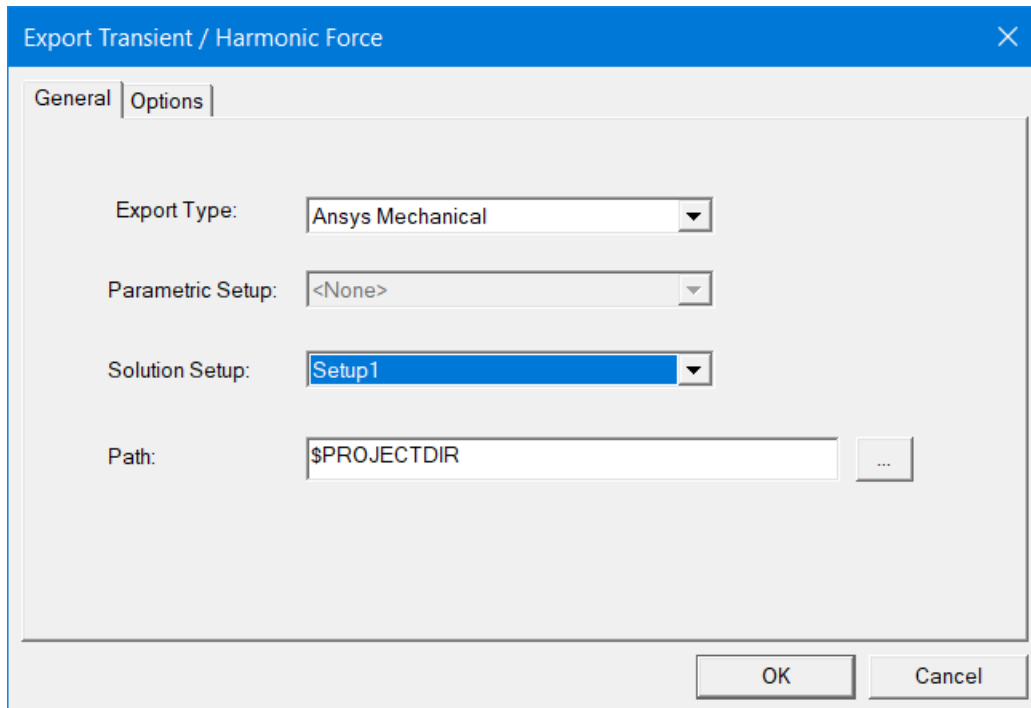 Export Transient / Harmonic Force
General Options
Export Type: Ansys Mechanical
Parametric Setup: <None>
Solution Setup: Setup1
Path: $PROJECTDIR ...
OK Cancel